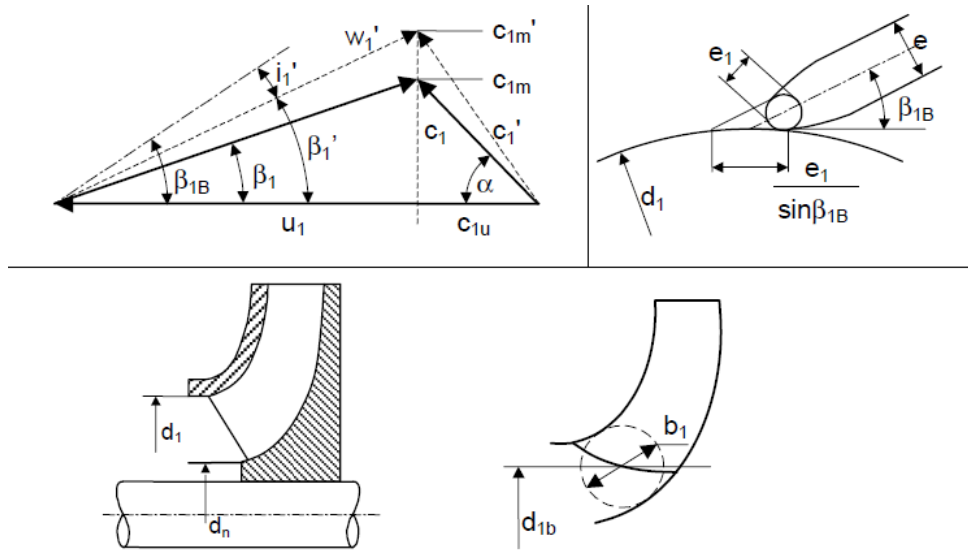 w₁'
c₁ₘ'
i₁'
c₁ₘ
c₁
c₁'
β₁'
β₁B
β₁
α
u₁
c₁ᵤ
e₁
e
β₁B
e₁
sinβ₁B
d₁
d₁
dₙ
b₁
d₁b